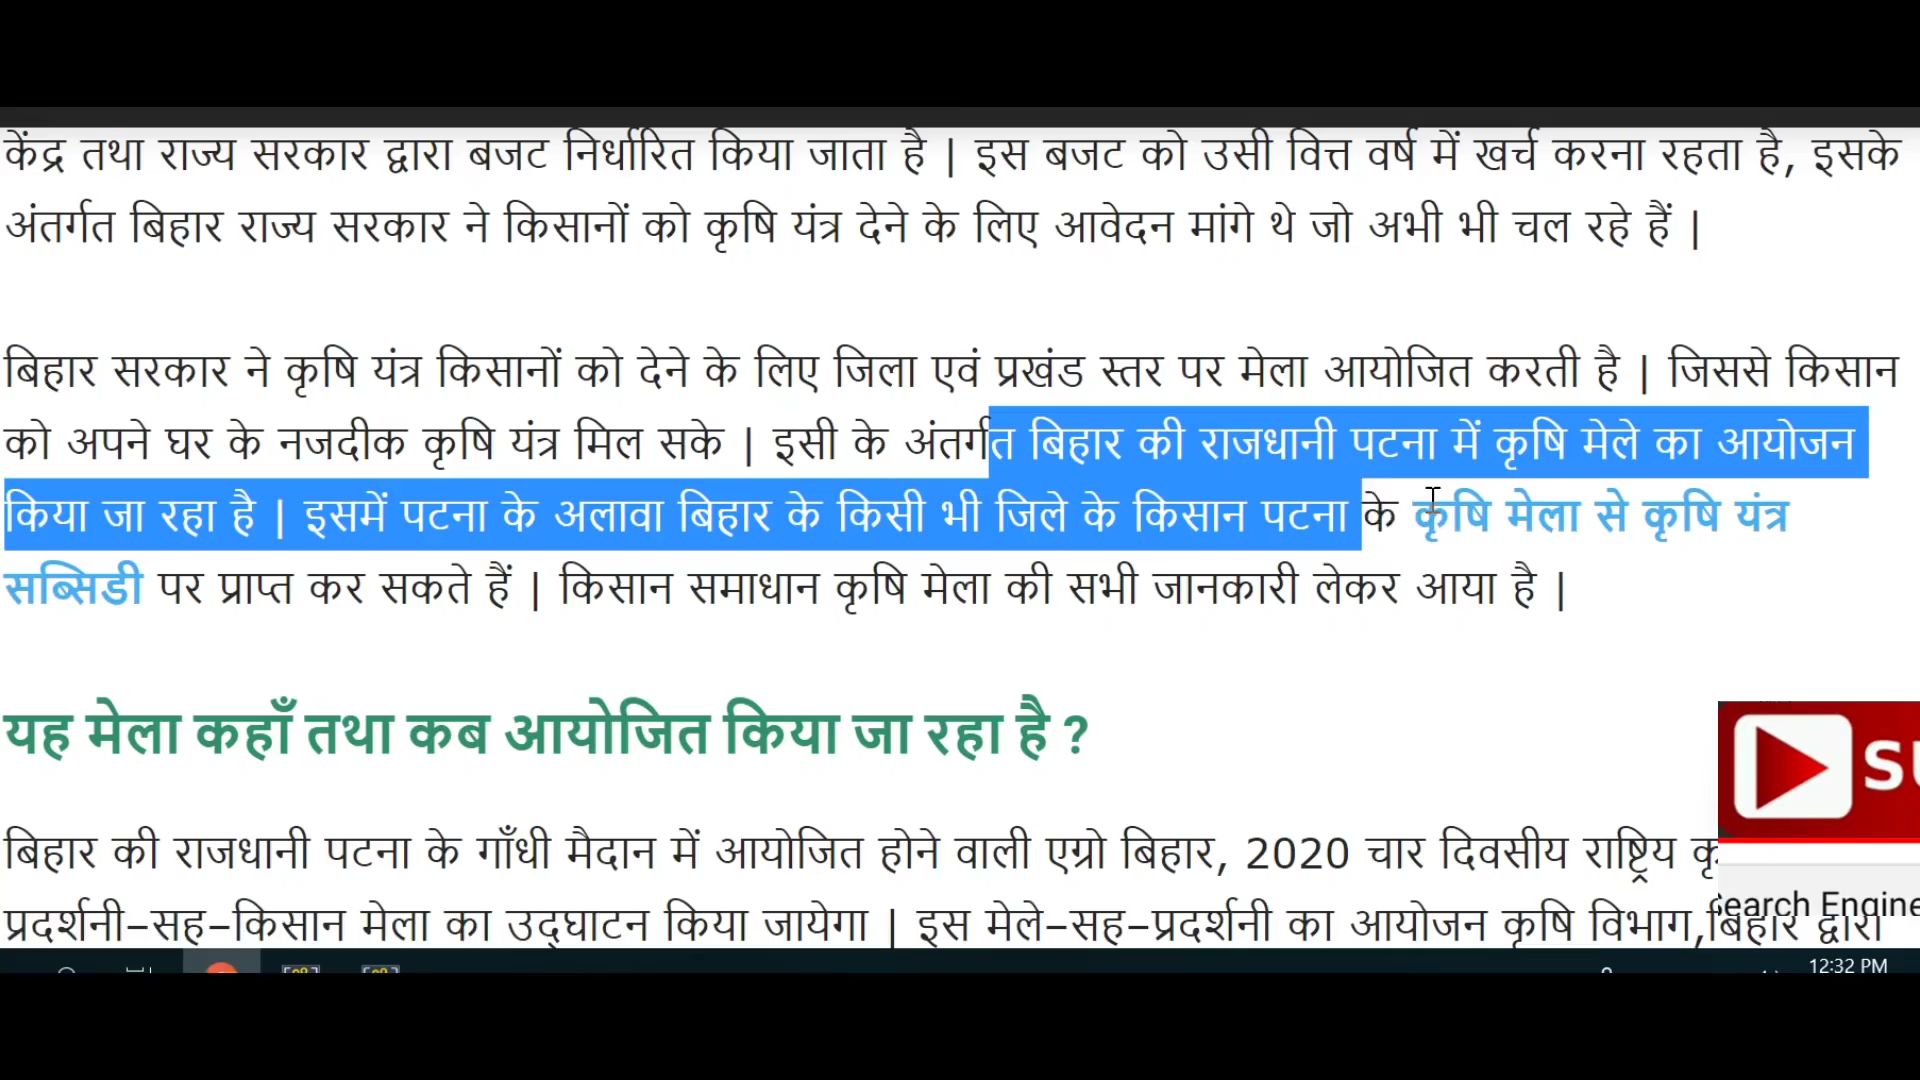 केंद्र तथा राज्य सरकार द्वारा बजट निर्धारित किया जाता है | इस बजट को उसी वित्त वर्ष में खर्च करना रहता है, इसके
अंतर्गत बिहार राज्य सरकार ने किसानों को कृषि यंत्र देने के लिए आवेदन मांगे थे जो अभी भी चल रहे हैं |
बिहार सरकार ने कृषि यंत्र किसानों को देने के लिए जिला एवं प्रखंड स्तर पर मेला आयोजित करती है | जिससे किसान
को अपने घर के नजदीक कृषि यंत्र मिल सके | इसी के अंतर्गत बिहार की राजधानी पटना में कृषि मेले का आयोजन
किया जा रहा है | इसमें पटना के अलावा बिहार के किसी भी जिले के किसान पटना के कृषि मेला से कृषि यंत्र
सब्सिडी पर प्राप्त कर सकते हैं | किसान समाधान कृषि मेला की सभी जानकारी लेकर आया है |
यह मेला कहाँ तथा कब आयोजित किया जा रहा है ?
बिहार की राजधानी पटना के गाँधी मैदान में आयोजित होने वाली एग्रो बिहार, 2020 चार दिवसीय राष्ट्रिय कृ
प्रदर्शनी–सह–किसान मेला का उद्घाटन किया जायेगा | इस मेले–सह–प्रदर्शनी का आयोजन कृषि विभाग,बिहार द्वारा
12:32 PM